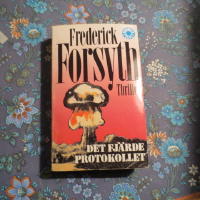 Frederick
Forsyth
Thriller
DET FJÄRDE
PROTOKOLLET